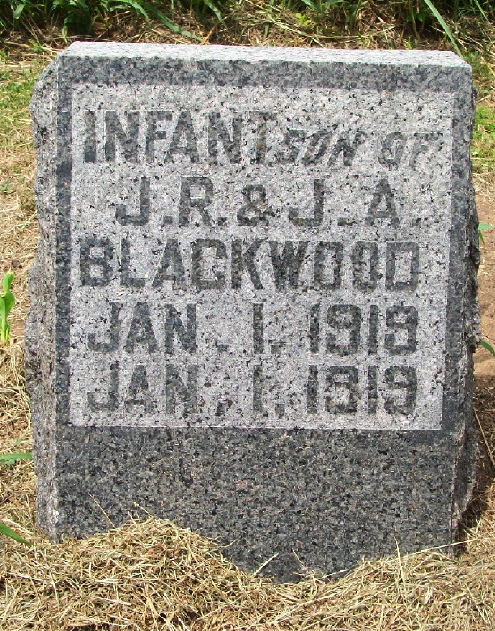 INFANT SON OF
J. R. & J. A.
BLACKWOOD
JAN. 1, 1919
JAN. 1, 1919